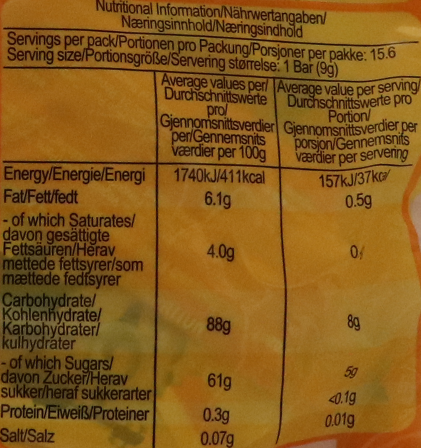 Nutritional Information/Nährwertangaben/
Næringsinnhold/Næringsindhold
Servings per pack/Portionen pro Packung/Porsjoner per pakke: 15.6
Serving size/Portionsgröße/Servering størrelse: 1 Bar (9g)
Average values per/ Average value per serving/
Durchschnittswerte Durchschnittswerte pro
pro/ Portion/
Gjennomsnittsverdier Gjennomsnittsverdier per
per/Gennemsnits porsjon/Gennemsnits
værdier per 100g værdier per servering
Energy/Energie/Energi 1740kJ/411kcal 157kJ/37kcal
Fat/Fett/fedt 6.1g 0.5g
- of which Saturates/
davon gesättigte
Fettsäuren/Herav 4.0g
mettede fettsyrer/som
mættede fedtsyrer
Carbohydrate/
Kohlenhydrate/
Karbohydrater/ 88g 8g
kulhydrater
- of which Sugars/
davon Zucker/Herav 61g 5g
sukker/heraf sukkerarter
Protein/Eiweiß/Proteiner 0.3g <0.1g
Salt/Salz 0.07g 0.01g